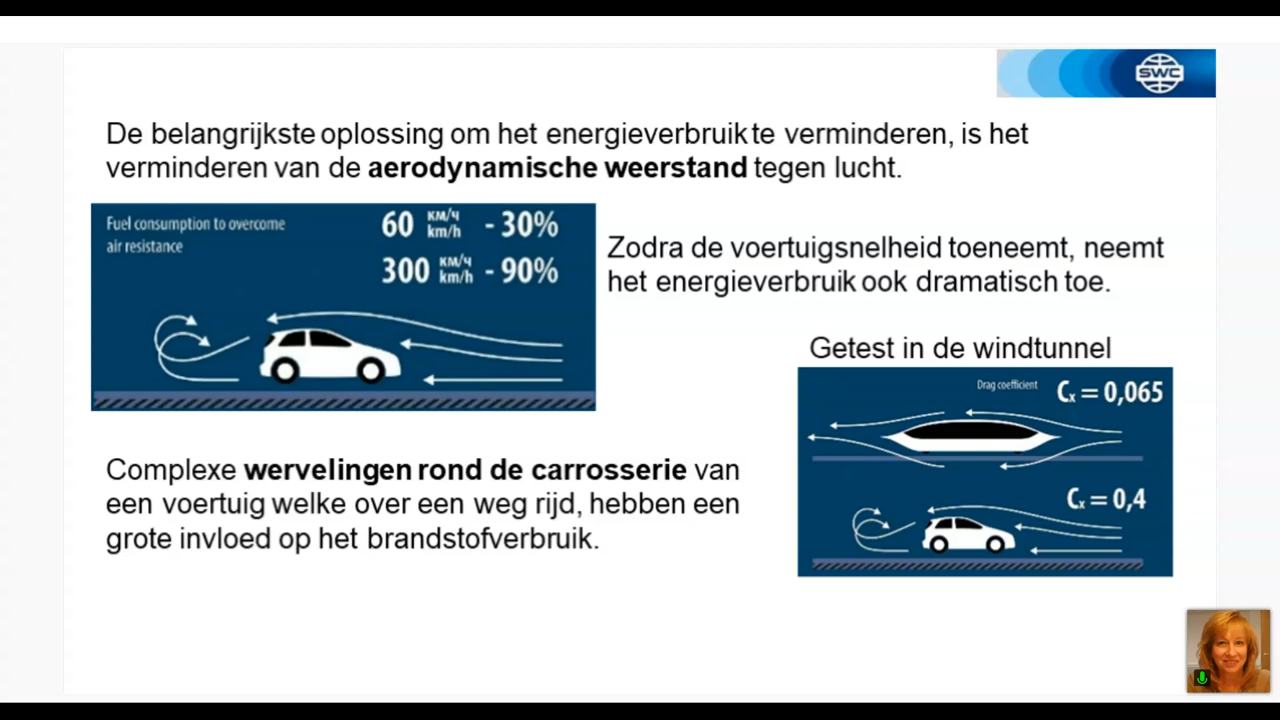 SWC
De belangrijkste oplossing om het energieverbruik te verminderen, is het
verminderen van de aerodynamische weerstand tegen lucht.
Fuel consumption to overcome
air resistance
60 км/ч km/h - 30%
300 км/ч km/h - 90%
Zodra de voertuigsnelheid toeneemt, neemt
het energieverbruik ook dramatisch toe.
Getest in de windtunnel
Drag coefficient Cx = 0,065
Cx = 0,4
Complexe wervelingen rond de carrosserie van
een voertuig welke over een weg rijd, hebben een
grote invloed op het brandstofverbruik.